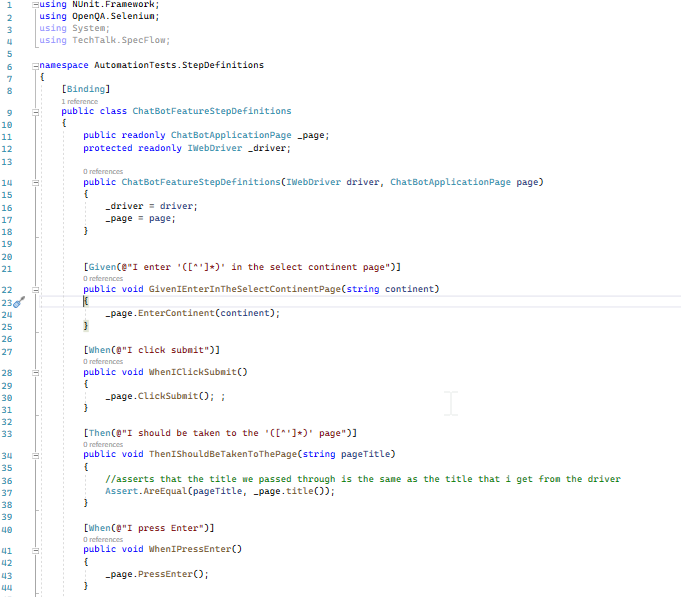 1 using NUnit.Framework;
2 using OpenQA.Selenium;
3 using System;
4 using TechTalk.SpecFlow;
5
6 namespace AutomationTests.StepDefinitions
7 {
8 [Binding]
1 reference
9 public class ChatBotFeatureStepDefinitions
10 {
11 public readonly ChatBotApplicationPage _page;
12 protected readonly IWebDriver _driver;
13
0 references
14 public ChatBotFeatureStepDefinitions(IWebDriver driver, ChatBotApplicationPage page)
15 {
16 _driver = driver;
17 _page = page;
18 }
19
20
21 [Given(@"I enter '([^']*)' in the select continent page")]
0 references
22 public void GivenIEnterInTheSelectContinentPage(string continent)
23 {
24 _page.EnterContinent(continent);
25 }
26
27 [When(@"I click submit")]
0 references
28 public void WhenIClickSubmit()
29 {
30 _page.ClickSubmit(); ;
31 }
32
33 [Then(@"I should be taken to the '([^']*)' page")]
0 references
34 public void ThenIShouldBeTakenToThePage(string pageTitle)
35 {
36 //asserts that the title we passed through is the same as the title that i get from the driver
37 Assert.AreEqual(pageTitle, _page.title());
38 }
39
40 [When(@"I press Enter")]
0 references
41 public void WhenIPressEnter()
42 {
43 _page.PressEnter();
44 }